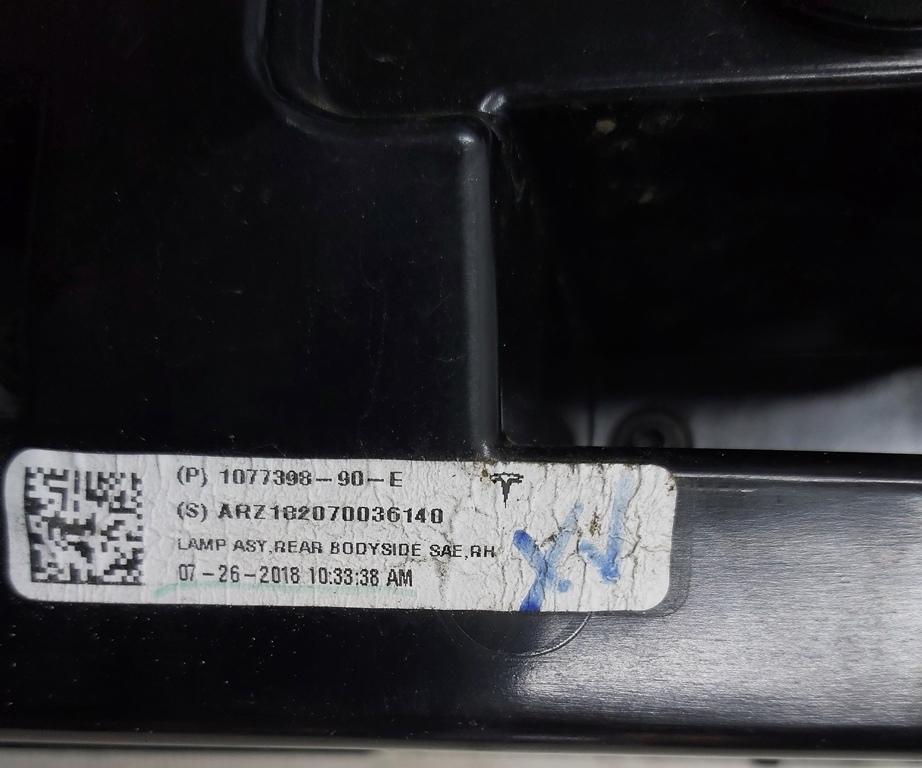 (P) 1077398-90-E
(S) ARZ182070036140
LAMP ASY,REAR BODYSIDE SAE,RH
07-26-2018 10:33:38 AM